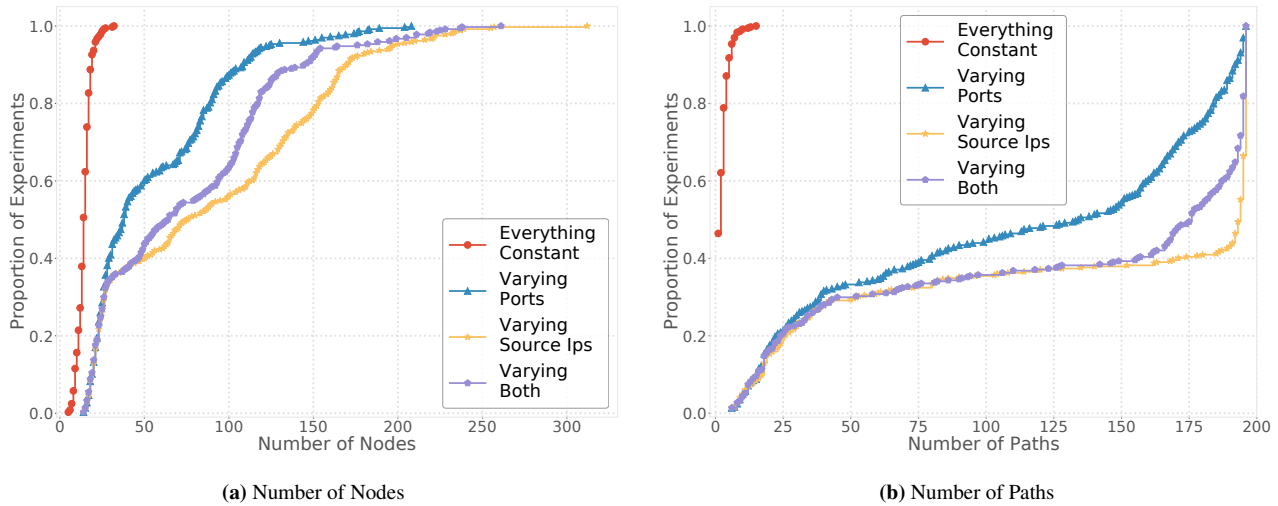 1.0
0.8
0.6
0.4
0.2
0.0
Proportion of Experiments
0
50
100
150
200
250
300
Number of Nodes
Everything
Constant
Varying
Ports
Varying
Source Ips
Varying
Both
(a) Number of Nodes
1.0
0.8
0.6
0.4
0.2
0.0
Proportion of Experiments
0
25
50
75
100
125
150
175
200
Number of Paths
Everything
Constant
Varying
Ports
Varying
Source Ips
Varying
Both
(b) Number of Paths